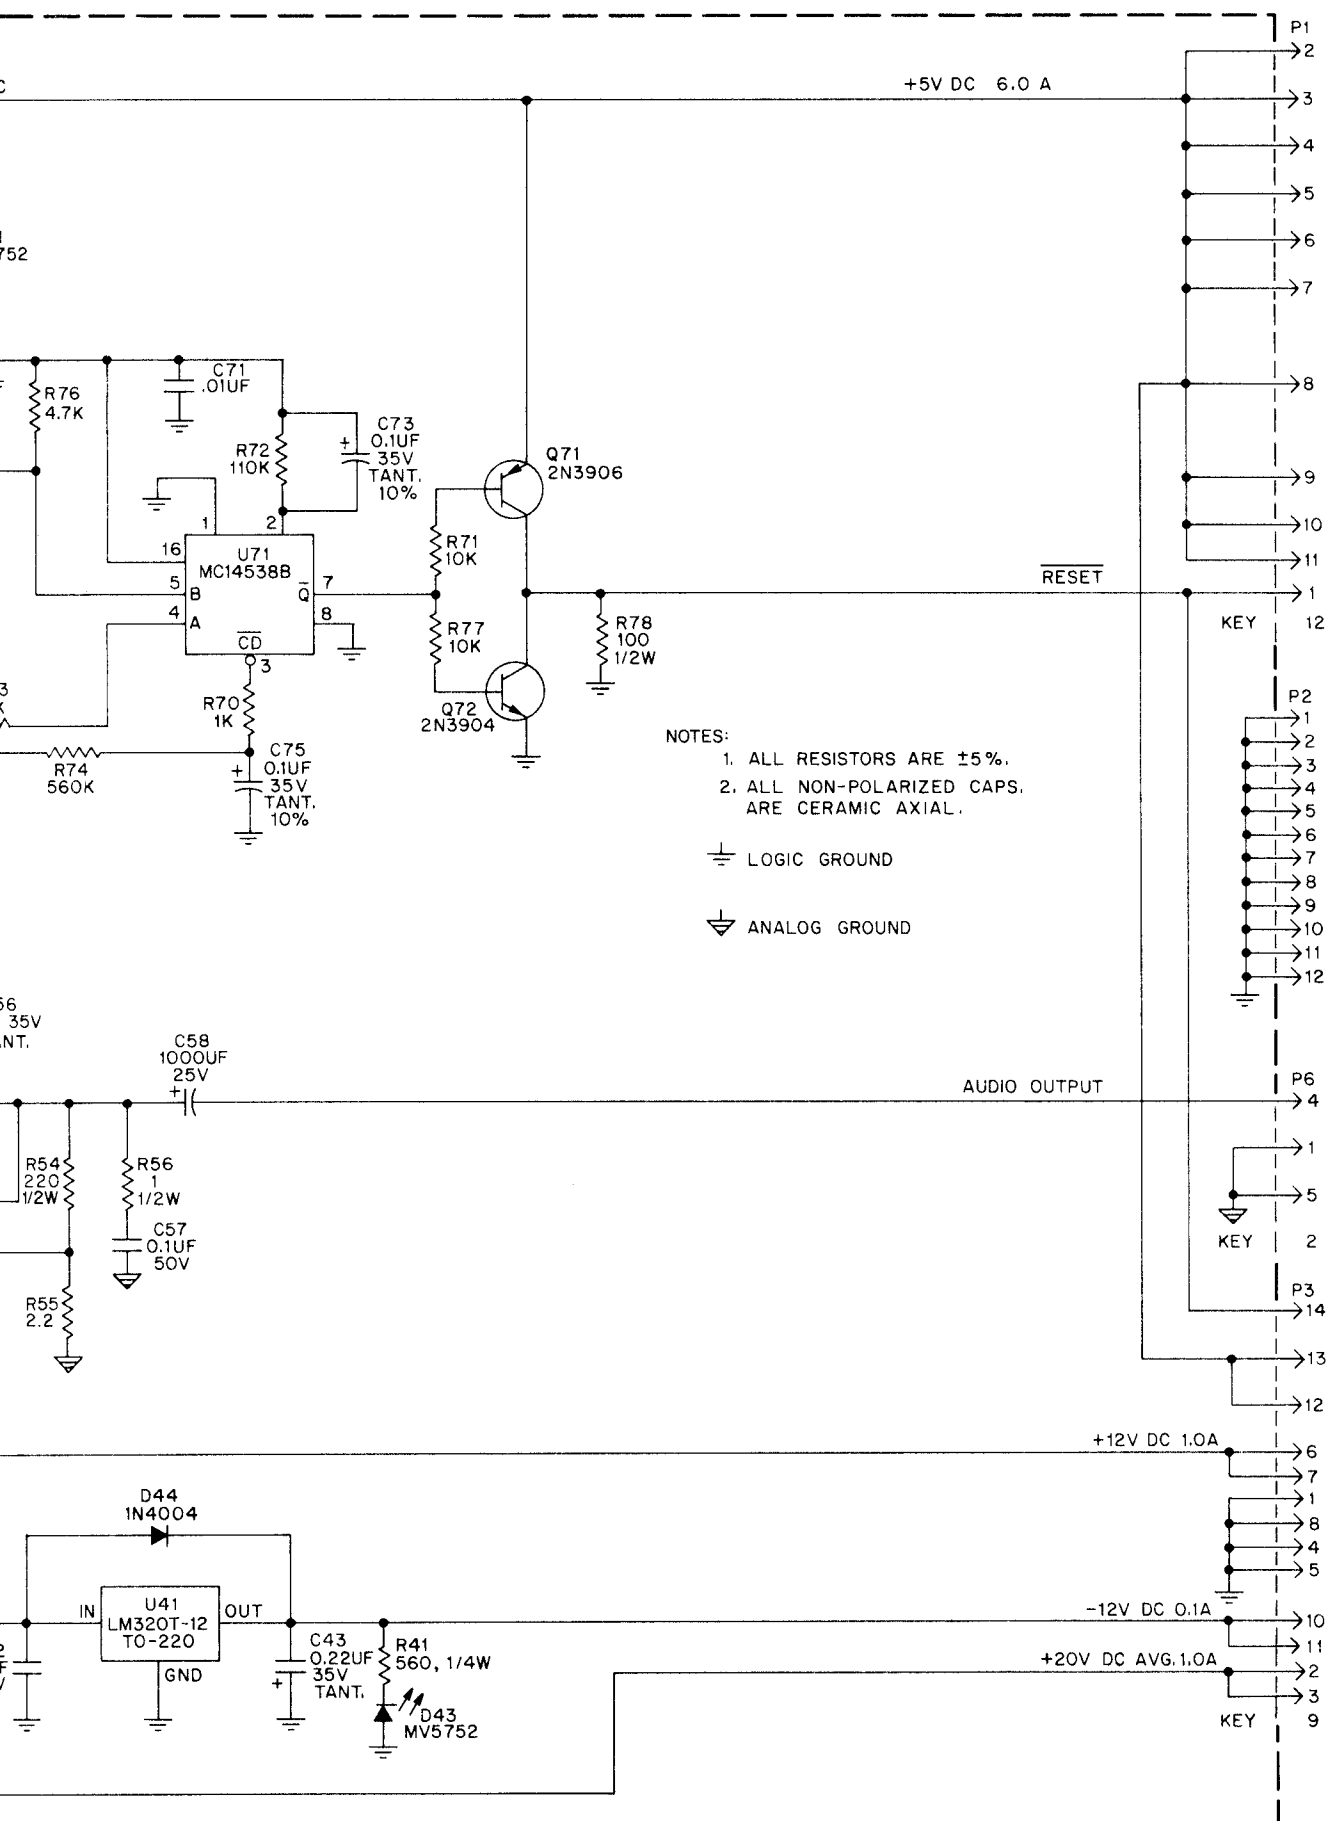 P1
2
+5V DC 6.0 A
3
4
5
752
6
7
C71
.01UF
8
R76
4.7K
C73
0.1UF
35V
TANT.
10%
R72
110K
Q71
2N3906
9
10
1
2
U71
MC14538B
16
5
B
4
A
Q̅
7
8
C̅D̅
3
R71
10K
11
R̅E̅S̅E̅T̅
1
R77
10K
R78
100
1/2W
KEY 12
R70
1K
Q72
2N3904
R74
560K
C75
0.1UF
35V
TANT.
10%
NOTES:
1. ALL RESISTORS ARE ±5%.
2. ALL NON-POLARIZED CAPS.
ARE CERAMIC AXIAL.
LOGIC GROUND
ANALOG GROUND
P2
1
2
3
4
5
6
7
8
9
10
11
12
35V
C58
1000UF
25V
AUDIO OUTPUT
P6
4
1
5
KEY 2
R54
220
1/2W
R56
1
1/2W
C57
0.1UF
50V
R55
2.2
P3
14
13
12
+12V DC 1.0A
6
7
1
8
4
5
D44
1N4004
IN
U41
LM320T-12
TO-220
OUT
GND
C43
0.22UF
35V
TANT.
R41
560, 1/4W
D43
MV5752
-12V DC 0.1A
10
11
+20V DC AVG. 1.0A
2
3
KEY 9